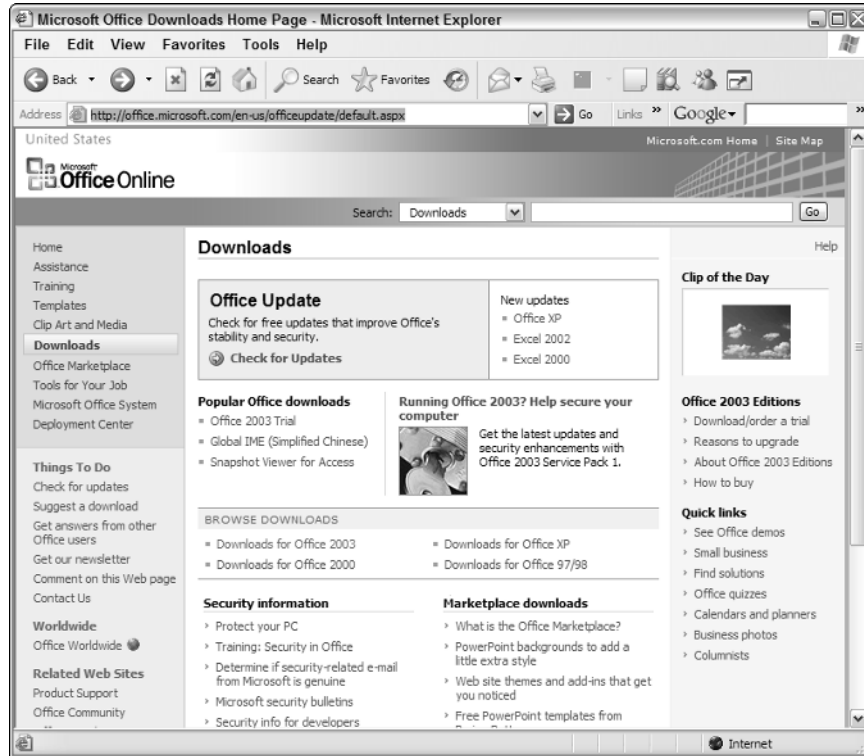 Microsoft Office Downloads Home Page - Microsoft Internet Explorer
File Edit View Favorites Tools Help
Back Search Favorites
Address http://office.microsoft.com/en-us/officeupdate/default.aspx Go Links » Google »
United States
Microsoft.com Home | Site Map
Microsoft
Office Online
Search: Downloads Go
Home
Assistance
Training
Templates
Clip Art and Media
Downloads
Office Marketplace
Tools for Your Job
Microsoft Office System
Deployment Center
Things To Do
Check for updates
Suggest a download
Get answers from other
Office users
Get our newsletter
Comment on this Web page
Contact Us
Worldwide
Office Worldwide
Related Web Sites
Product Support
Office Community
Downloads
Office Update
Check for free updates that improve Office's
stability and security.
Check for Updates
New updates
Office XP
Excel 2002
Excel 2000
Popular Office downloads
Office 2003 Trial
Global IME (Simplified Chinese)
Snapshot Viewer for Access
Running Office 2003? Help secure your
computer
Get the latest updates and
security enhancements with
Office 2003 Service Pack 1.
BROWSE DOWNLOADS
Downloads for Office 2003
Downloads for Office XP
Downloads for Office 2000
Downloads for Office 97/98
Security information
Protect your PC
Training: Security in Office
Determine if security-related e-mail
from Microsoft is genuine
Microsoft security bulletins
Security info for developers
Marketplace downloads
What is the Office Marketplace?
PowerPoint backgrounds to add a
little extra style
Web site themes and add-ins that get
you noticed
Free PowerPoint templates from
Help
Clip of the Day
Office 2003 Editions
Download/order a trial
Reasons to upgrade
About Office 2003 Editions
How to buy
Quick links
See Office demos
Small business
Find solutions
Office quizzes
Calendars and planners
Business photos
Columnists
Internet